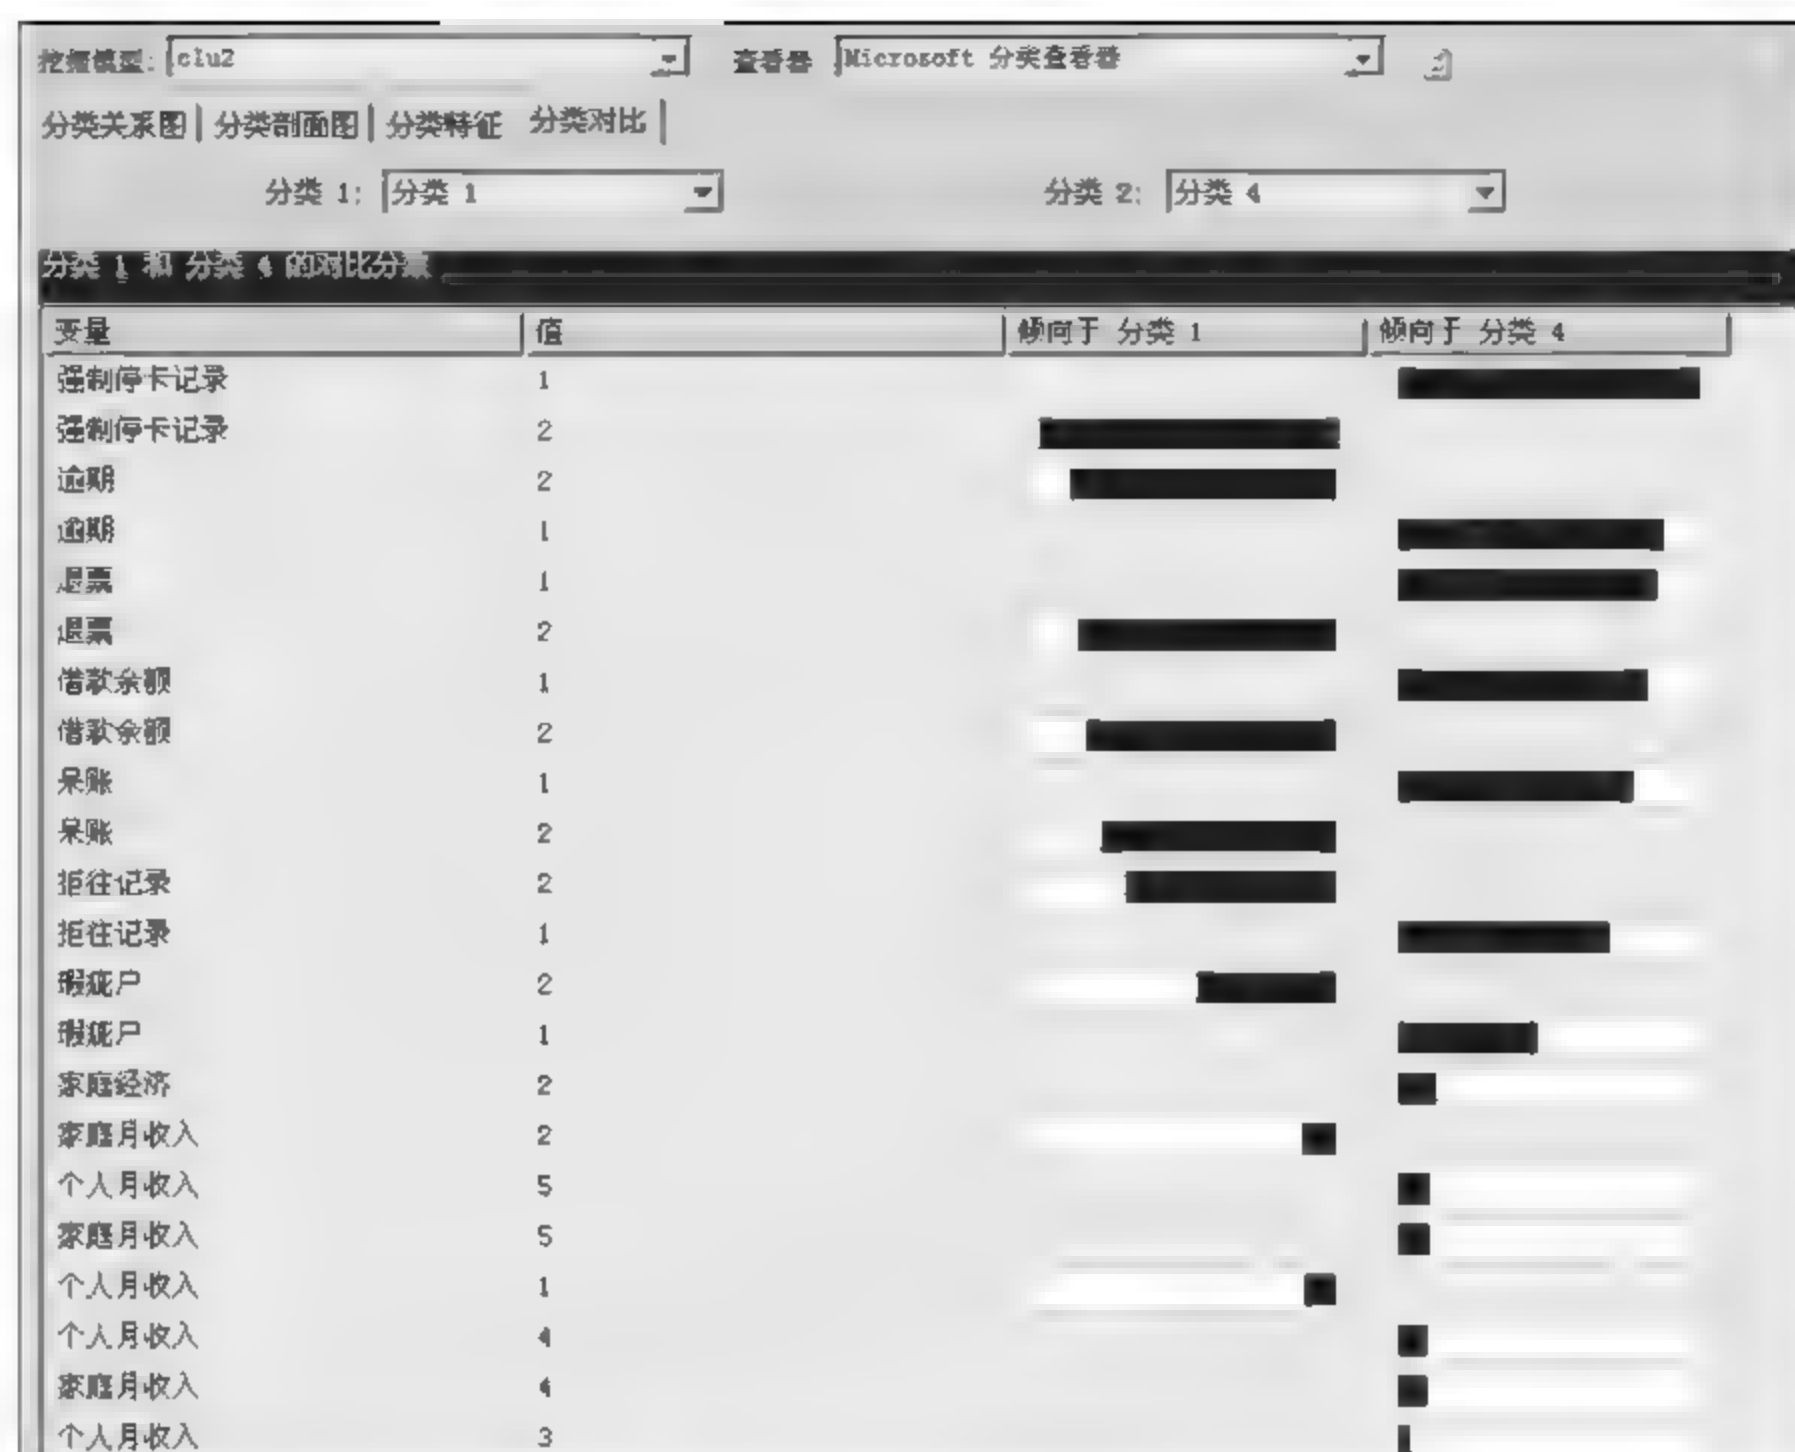 挖掘模型: clu2 查看器 Microsoft 分类查看器
分类关系图 分类剖面图 分类特征 分类对比
分类 1: 分类 1 分类 2: 分类 4
分类 1 和 分类 4 的对比分票
变量 值 倾向于 分类 1 倾向于 分类 4
强制停卡记录 1
强制停卡记录 2
逾期 2
逾期 1
退票 1
退票 2
借款余额 1
借款余额 2
呆账 1
呆账 2
拒往记录 2
拒往记录 1
瑕疵户 2
瑕疵户 1
家庭经济 2
家庭月收入 2
个人月收入 5
家庭月收入 5
个人月收入 1
个人月收入 4
家庭月收入 4
个人月收入 3